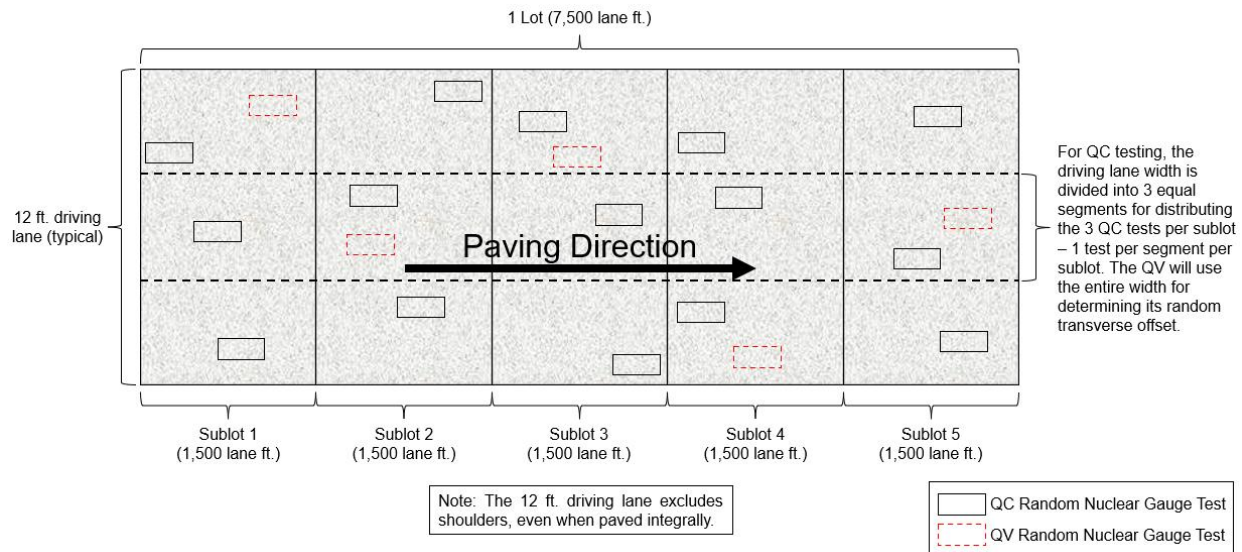 1 Lot (7,500 lane ft.)
12 ft. driving
lane (typical)
Paving Direction
For QC testing, the
driving lane width is
divided into 3 equal
segments for distributing
the 3 QC tests per sublot
– 1 test per segment per
sublot. The QV will use
the entire width for
determining its random
transverse offset.
Sublot 1
(1,500 lane ft.)
Sublot 2
(1,500 lane ft.)
Sublot 3
(1,500 lane ft.)
Sublot 4
(1,500 lane ft.)
Sublot 5
(1,500 lane ft.)
Note: The 12 ft. driving lane excludes
shoulders, even when paved integrally.
QC Random Nuclear Gauge Test
QV Random Nuclear Gauge Test